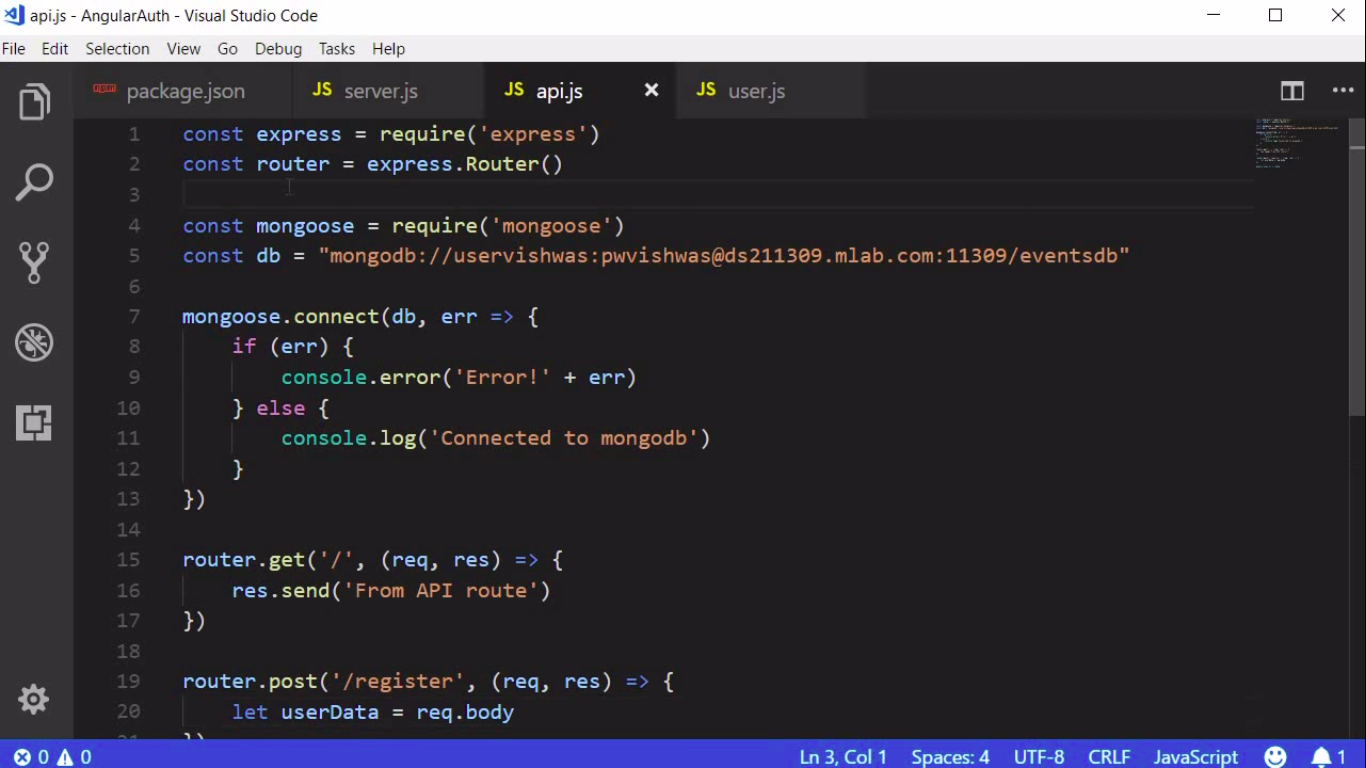 api.js - AngularAuth - Visual Studio Code
File Edit Selection View Go Debug Tasks Help
npm package.json JS server.js JS api.js JS user.js
1 const express = require('express')
2 const router = express.Router()
3
4 const mongoose = require('mongoose')
5 const db = "mongodb://uservishwas:pwvishwas@ds211309.mlab.com:11309/eventsdb"
6
7 mongoose.connect(db, err => {
8 if (err) {
9 console.error('Error!' + err)
10 } else {
11 console.log('Connected to mongodb')
12 }
13 })
14
15 router.get('/', (req, res) => {
16 res.send('From API route')
17 })
18
19 router.post('/register', (req, res) => {
20 let userData = req.body
21 })
0 0 Ln 3, Col 1 Spaces: 4 UTF-8 CRLF JavaScript 1